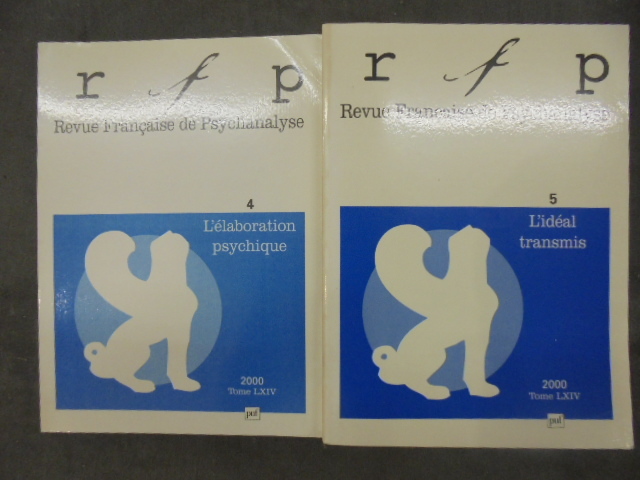 r f p
Revue Française de Psychanalyse
4
L'élaboration
psychique
2000
Tome LXIV
puf
r f p
Revue Française de Psychanalyse
5
L'idéal
transmis
2000
Tome LXIV
puf